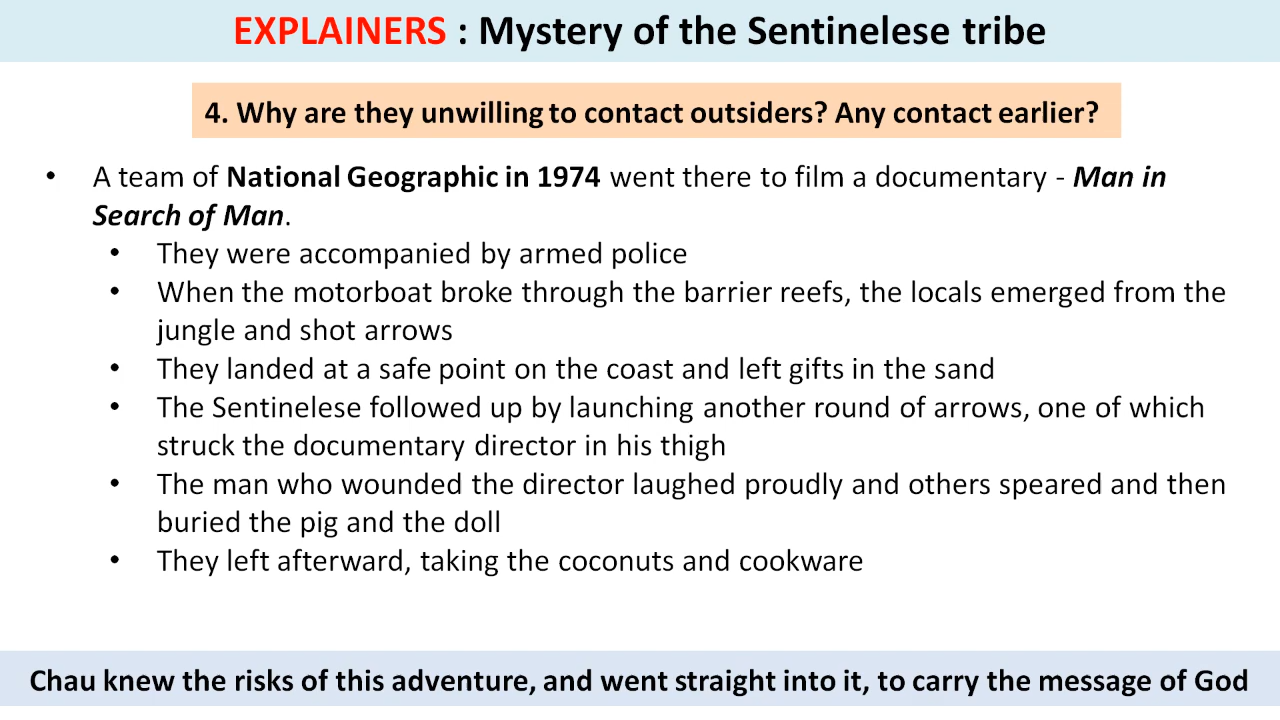 EXPLAINERS : Mystery of the Sentinelese tribe
4. Why are they unwilling to contact outsiders? Any contact earlier?
• A team of National Geographic in 1974 went there to film a documentary - Man in
Search of Man.
• They were accompanied by armed police
• When the motorboat broke through the barrier reefs, the locals emerged from the
jungle and shot arrows
• They landed at a safe point on the coast and left gifts in the sand
• The Sentinelese followed up by launching another round of arrows, one of which
struck the documentary director in his thigh
• The man who wounded the director laughed proudly and others speared and then
buried the pig and the doll
• They left afterward, taking the coconuts and cookware
Chau knew the risks of this adventure, and went straight into it, to carry the message of God